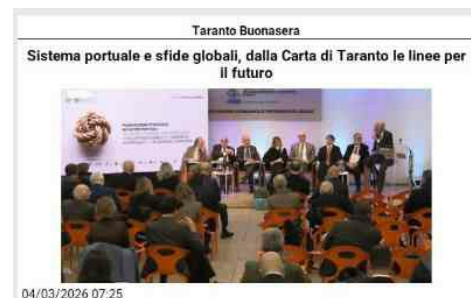 Taranto Buonasera
Sistema portuale e sfide globali, dalla Carta di Taranto le linee per
il futuro
04/03/2026 07:25